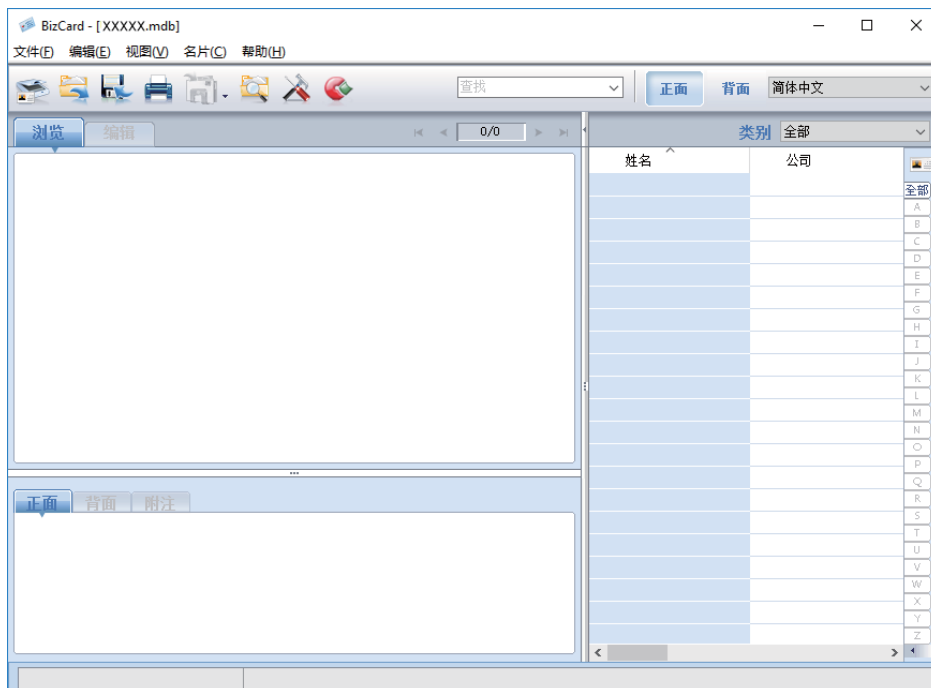 BizCard - [ XXXXX.mdb]
文件(F) 编辑(E) 视图(V) 名片(C) 帮助(H)
查找 正面 背面 简体中文
浏览 编辑 0/0 类别 全部
姓名 公司
全部
A
B
C
D
E
F
G
H
I
J
K
L
M
N
O
P
Q
R
S
T
U
V
W
X
Y
Z
正面 背面 附注